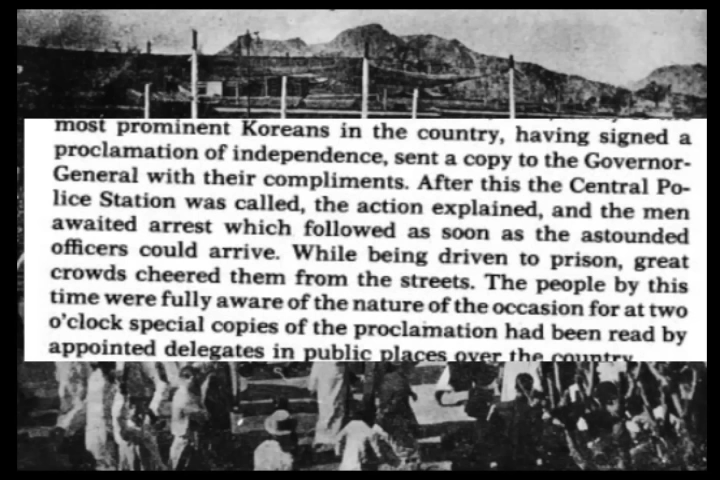 most prominent Koreans in the country, having signed a
proclamation of independence, sent a copy to the Governor-
General with their compliments. After this the Central Po-
lice Station was called, the action explained, and the men
awaited arrest which followed as soon as the astounded
officers could arrive. While being driven to prison, great
crowds cheered them from the streets. The people by this
time were fully aware of the nature of the occasion for at two
o'clock special copies of the proclamation had been read by
appointed delegates in public places over the country